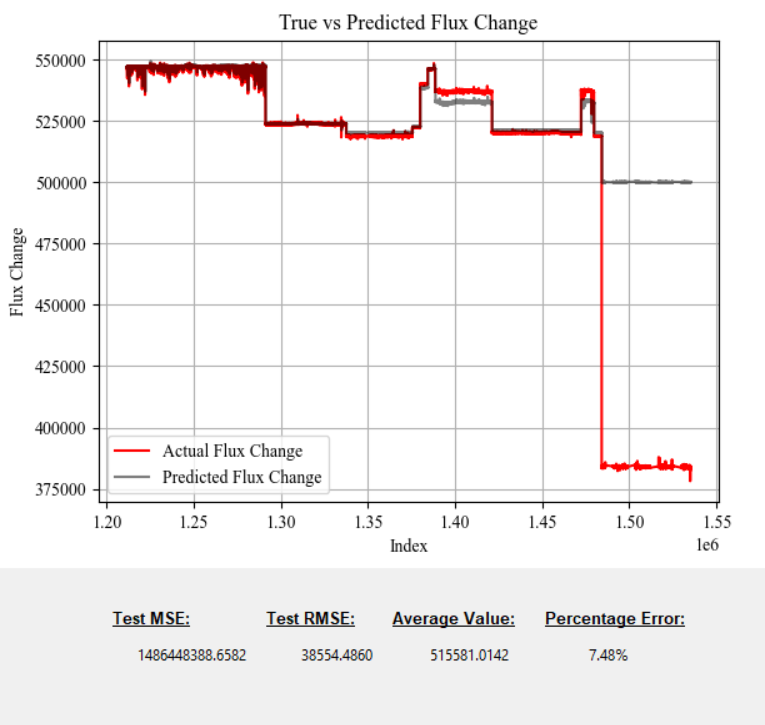 True vs Predicted Flux Change
550000
525000
500000
475000
450000
425000
400000
375000
Flux Change
Actual Flux Change
Predicted Flux Change
1.20 1.25 1.30 1.35 1.40 1.45 1.50 1.55
Index 1e6
Test MSE: Test RMSE: Average Value: Percentage Error:
1486448388.6582 38554.4860 515581.0142 7.48%